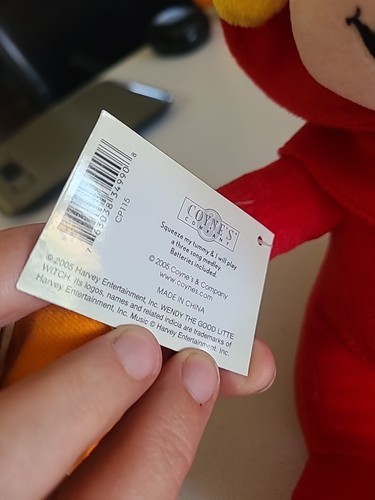 COYNE'S
COMPANY
Squeeze my tummy & I will play
a three song medley.
Batteries included.
© 2005 Coyne's & Company
www.coynes.com
MADE IN CHINA
© 2005 Harvey Entertainment, Inc. WENDY THE GOOD LITTE
WITCH. Its logos, names and related indicia are trademarks of
Harvey Entertainment, Inc. Music © Harvey Entertainment, Inc.
CP115
8